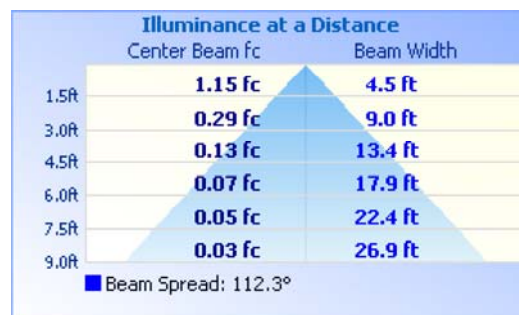 Illuminance at a Distance
Center Beam fc Beam Width
1.5ft 1.15 fc 4.5 ft
3.0ft 0.29 fc 9.0 ft
4.5ft 0.13 fc 13.4 ft
6.0ft 0.07 fc 17.9 ft
7.5ft 0.05 fc 22.4 ft
9.0ft 0.03 fc 26.9 ft
Beam Spread: 112.3°